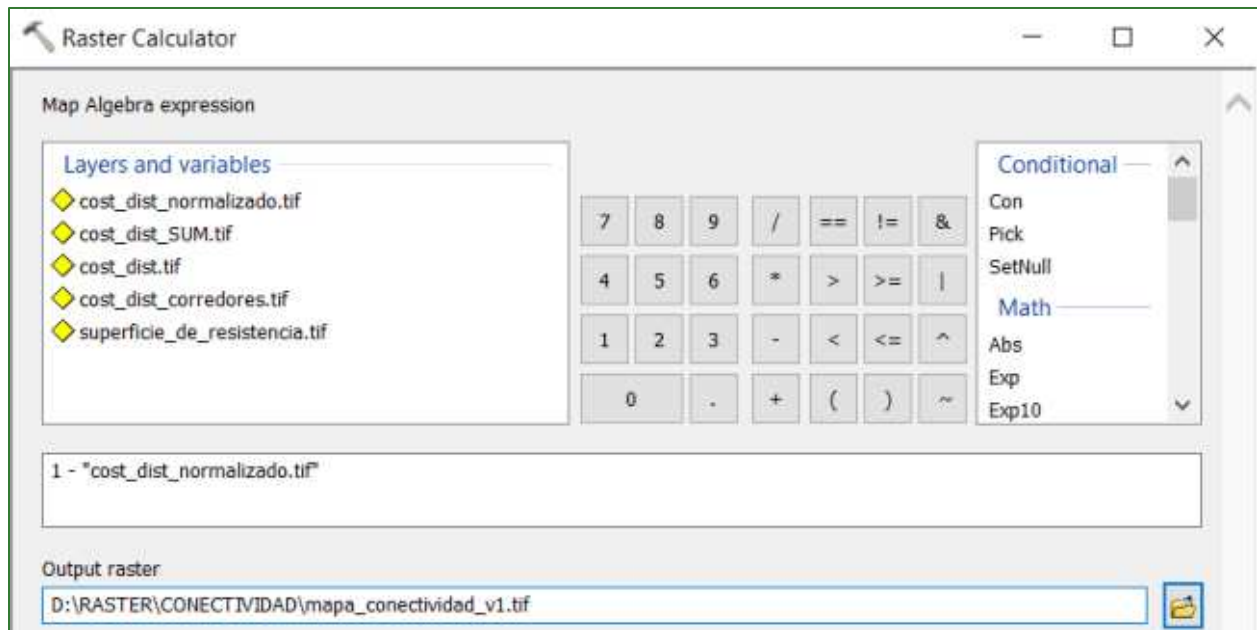 Raster Calculator
Map Algebra expression
Layers and variables
cost_dist_normalizado.tif
cost_dist_SUM.tif
cost_dist.tif
cost_dist_corredores.tif
superficie_de_resistencia.tif
7 8 9 / == != &
4 5 6 * > >= |
1 2 3 - < <= ^
0 . + ( ) ~
Conditional
Con
Pick
SetNull
Math
Abs
Exp
Exp10
1 - "cost_dist_normalizado.tif"
Output raster
D:\RASTER\CONECTIVIDAD\mapa_conectividad_v1.tif